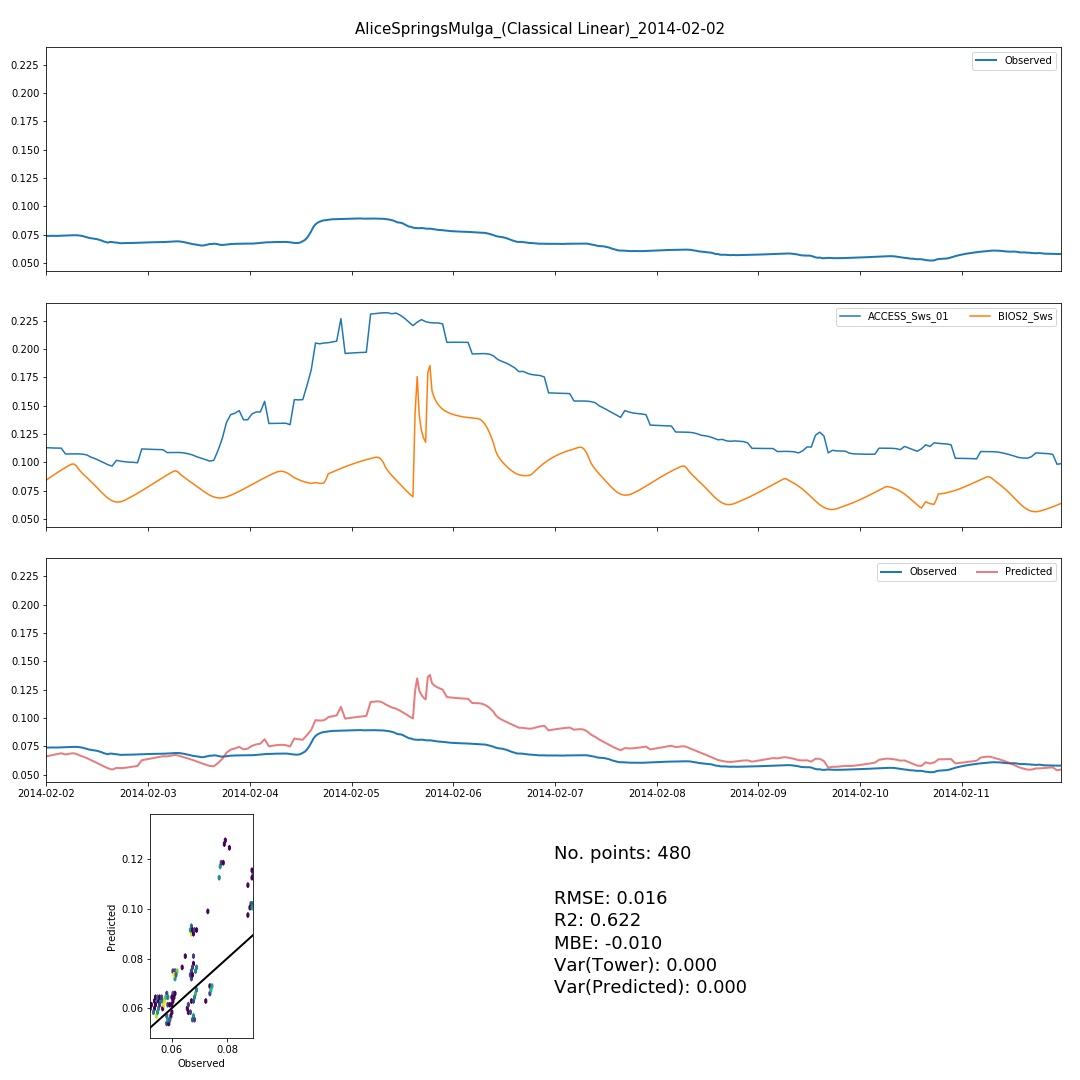 AliceSpringsMulga_(Classical Linear)_2014-02-02
Observed
0.225
0.200
0.175
0.150
0.125
0.100
0.075
0.050
ACCESS_Sws_01 BIOS2_Sws
0.225
0.200
0.175
0.150
0.125
0.100
0.075
0.050
Observed Predicted
0.225
0.200
0.175
0.150
0.125
0.100
0.075
0.050
2014-02-02 2014-02-03 2014-02-04 2014-02-05 2014-02-06 2014-02-07 2014-02-08 2014-02-09 2014-02-10 2014-02-11
Predicted
0.12
0.10
0.08
0.06
0.06 0.08
Observed
No. points: 480
RMSE: 0.016
R2: 0.622
MBE: -0.010
Var(Tower): 0.000
Var(Predicted): 0.000